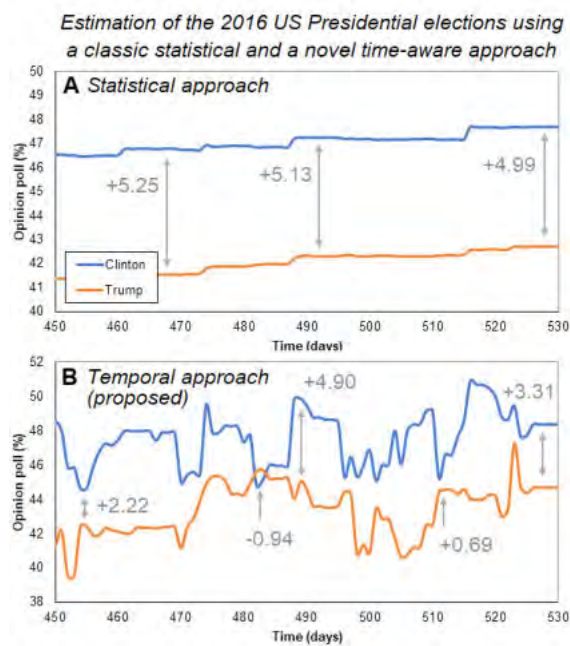 Estimation of the 2016 US Presidential elections using
a classic statistical and a novel time-aware approach
A Statistical approach
Opinion poll (%)
50
49
48
47
46
45
44
43
42
41
40
+5.25
+5.13
+4.99
Clinton
Trump
450 460 470 480 490 500 510 520 530
Time (days)
B Temporal approach
(proposed)
Opinion poll (%)
52
50
48
46
44
42
40
38
+4.90
+3.31
+2.22
-0.94
+0.69
450 460 470 480 490 500 510 520 530
Time (days)